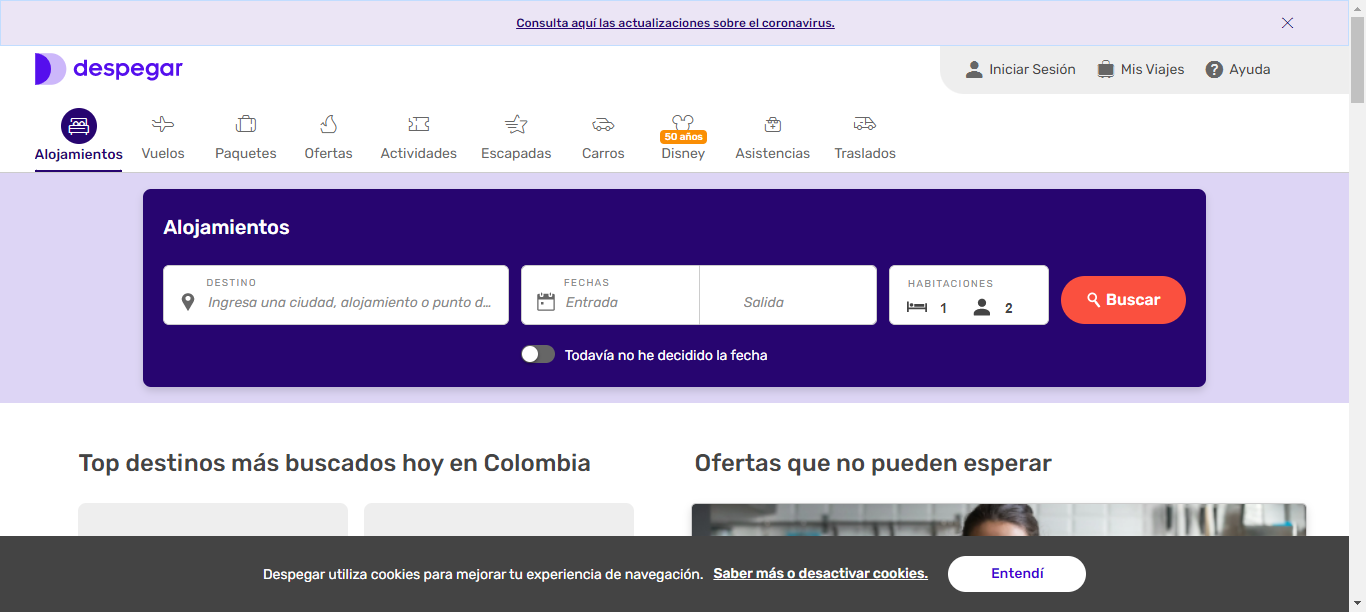 Consulta aquí las actualizaciones sobre el coronavirus.
despegar
Iniciar Sesión
Mis Viajes
Ayuda
Alojamientos
Vuelos
Paquetes
Ofertas
Actividades
Escapadas
Carros
50 años
Disney
Asistencias
Traslados
Alojamientos
DESTINO
Ingresa una ciudad, alojamiento o punto d...
FECHAS
Entrada
Salida
HABITACIONES
1
2
Buscar
Todavía no he decidido la fecha
Top destinos más buscados hoy en Colombia
Ofertas que no pueden esperar
Despegar utiliza cookies para mejorar tu experiencia de navegación. Saber más o desactivar cookies.
Entendí